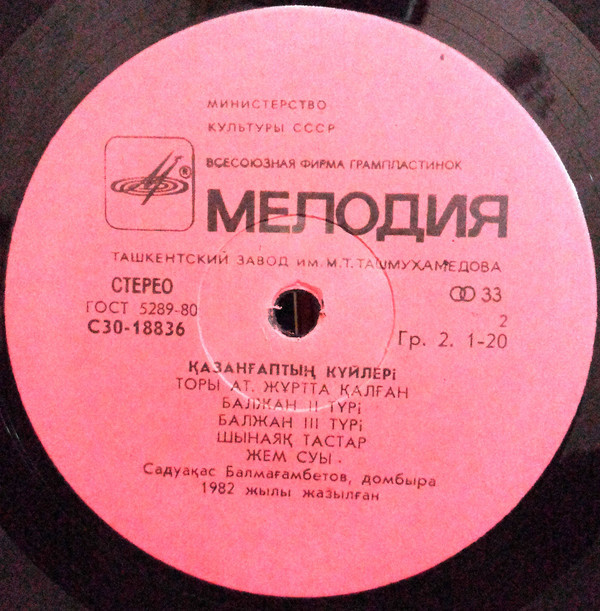 МИНИСТЕРСТВО
КУЛЬТУРЫ СССР
ВСЕСОЮЗНАЯ ФИРМА ГРАМПЛАСТИНОК
®
МЕЛОДИЯ
ТАШКЕНТСКИЙ ЗАВОД ИМ. М.Т. ТАШМУХАМЕДОВА
СТЕРЕО
33
ГОСТ 5289-80
2
С30-18836
Гр. 2. 1-20
ҚАЗАНҒАПТЫҢ КҮЙЛЕРІ
ТОРЫ АТ. ЖҰРТТА ҚАЛҒАН
БАЛЖАН II ТҮРІ
БАЛЖАН III ТҮРІ
ШЫНАЯҚ ТАСТАР
ЖЕМ СУЫ.
Садуақас Балмағамбетов, домбыра
1982 жылы жазылған